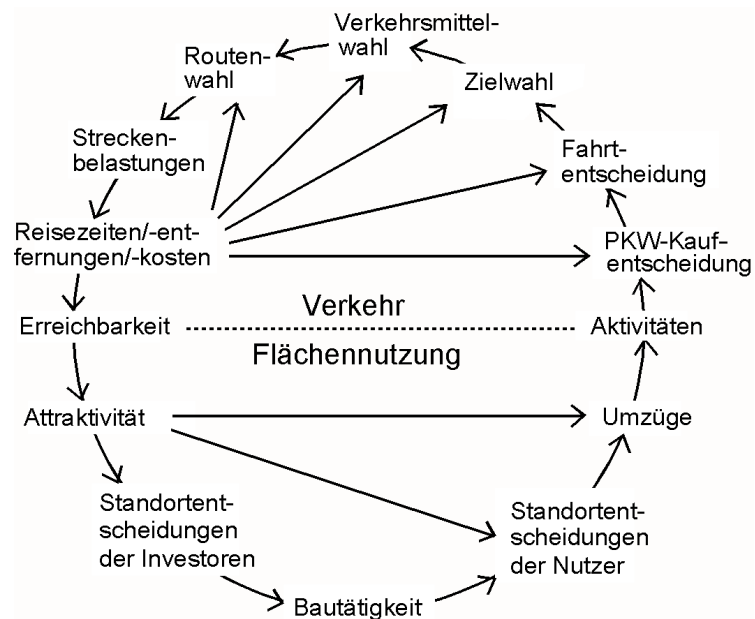 Verkehrsmittel-
wahl
Routen-
wahl
Zielwahl
Strecken-
belastungen
Fahrt-
entscheidung
Reisezeiten/-ent-
fernungen/-kosten
PKW-Kauf-
entscheidung
Verkehr
Erreichbarkeit
Aktivitäten
Flächennutzung
Attraktivität
Umzüge
Standortent-
scheidungen
der Investoren
Standortent-
scheidungen
der Nutzer
Bautätigkeit